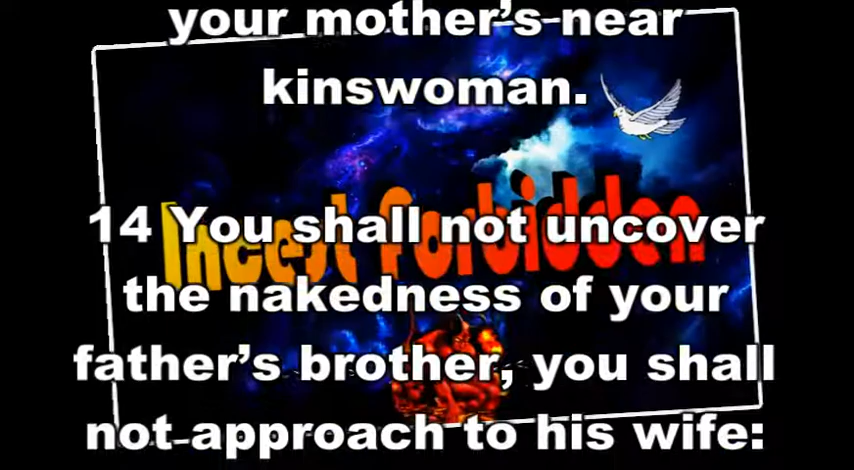 your mother's near
kinswoman.
Incest Forbidden
14 You shall not uncover
the nakedness of your
father's brother, you shall
not approach to his wife: